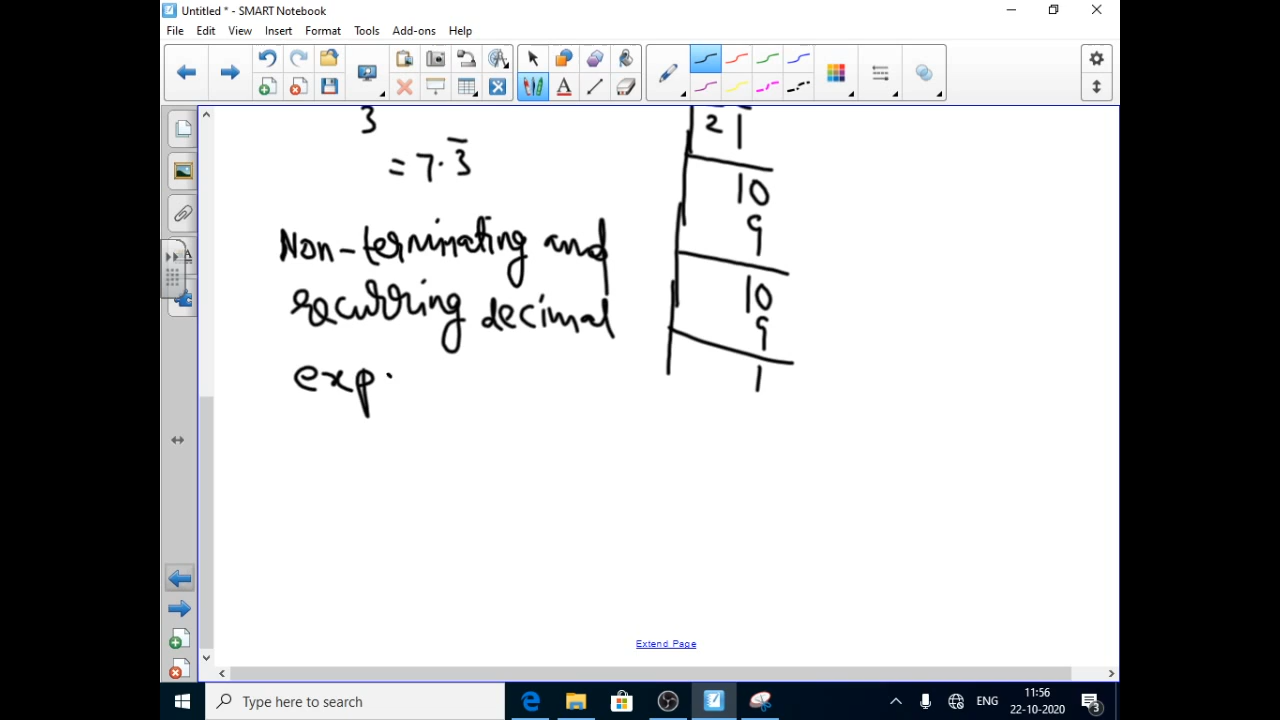 Untitled * - SMART Notebook
File Edit View Insert Format Tools Add-ons Help
3
= 7.3̅
Non-terminating and
recurring decimal
exp.
21
10
9
10
9
1
Extend Page
Type here to search
ENG
11:56
22-10-2020
3